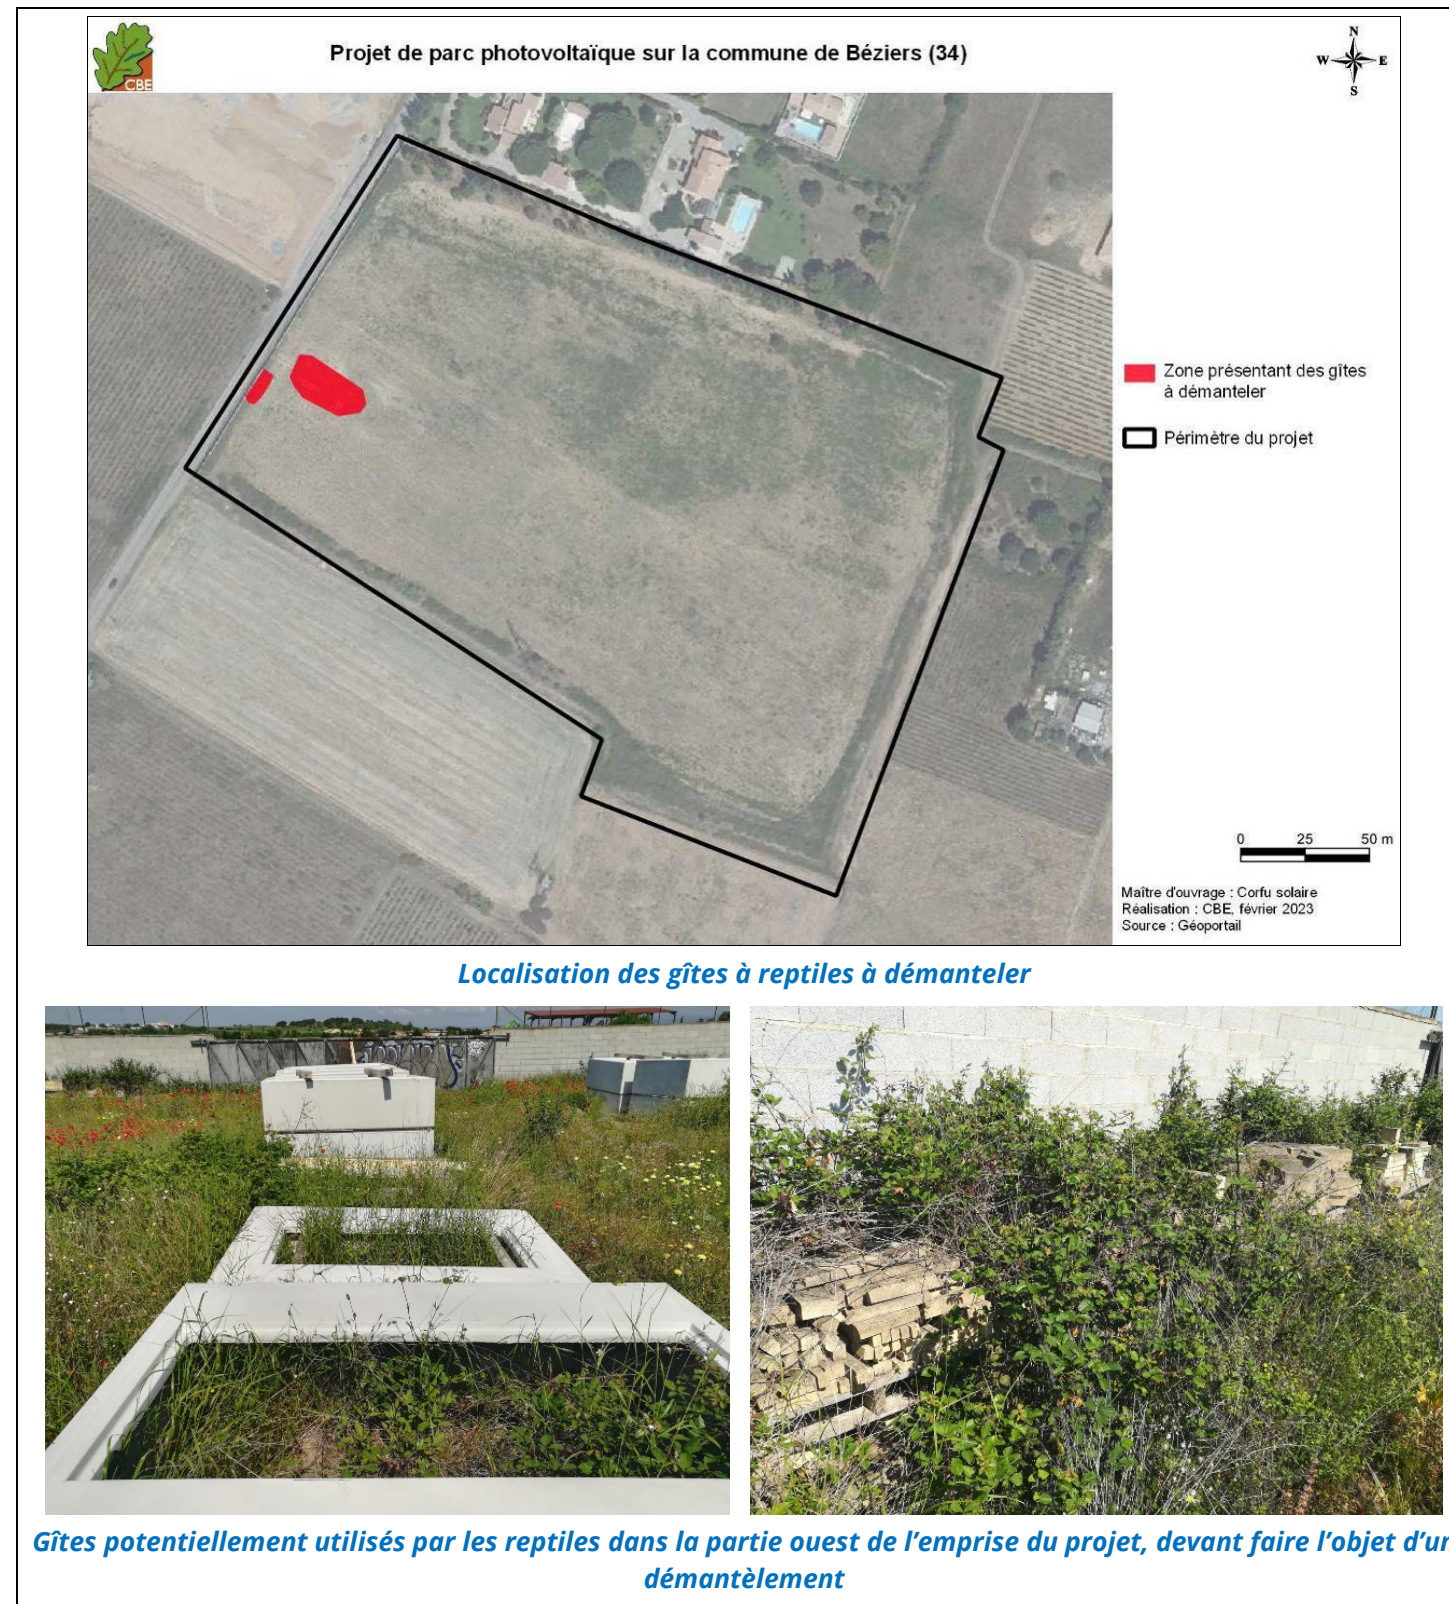 CBE
Projet de parc photovoltaïque sur la commune de Béziers (34)
N
W E
S
Zone présentant des gîtes
à démanteler
Périmètre du projet
0 25 50 m
Maître d'ouvrage : Corfu solaire
Réalisation : CBE, février 2023
Source : Géoportail
Localisation des gîtes à reptiles à démanteler
Gîtes potentiellement utilisés par les reptiles dans la partie ouest de l'emprise du projet, devant faire l'objet d'un
démantèlement